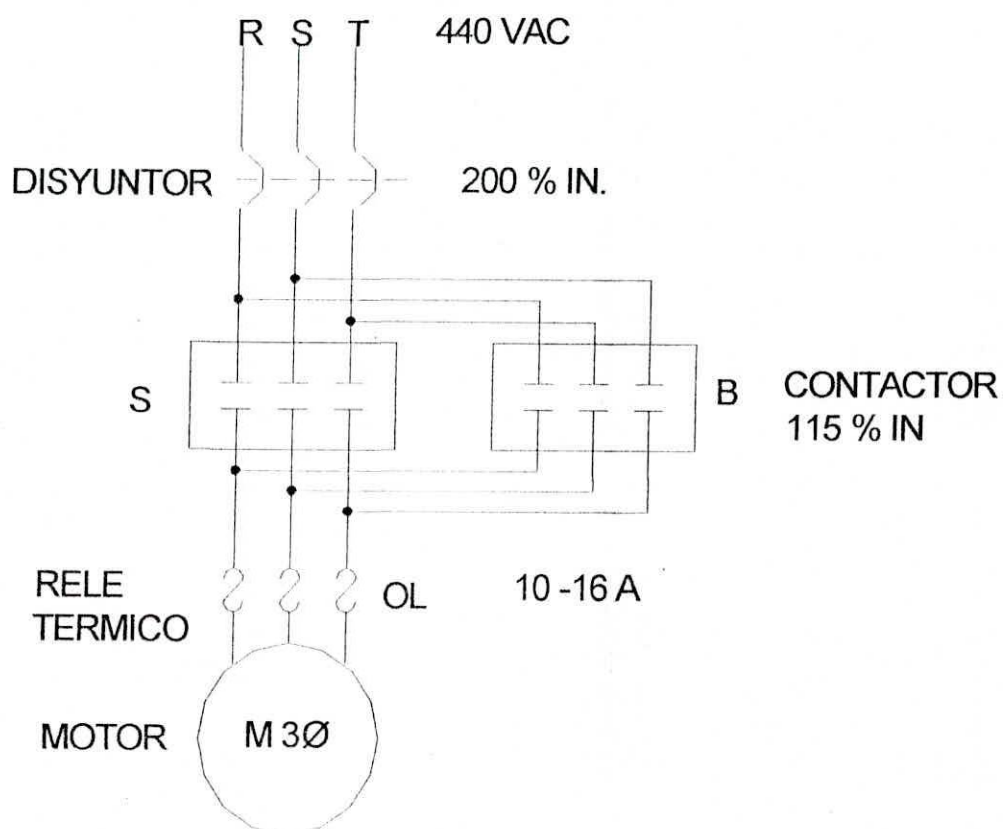 R S T 440 VAC
DISYUNTOR 200 % IN.
S
B
CONTACTOR
115 % IN
RELE
TERMICO
OL
10 -16 A
MOTOR
M 3Ø